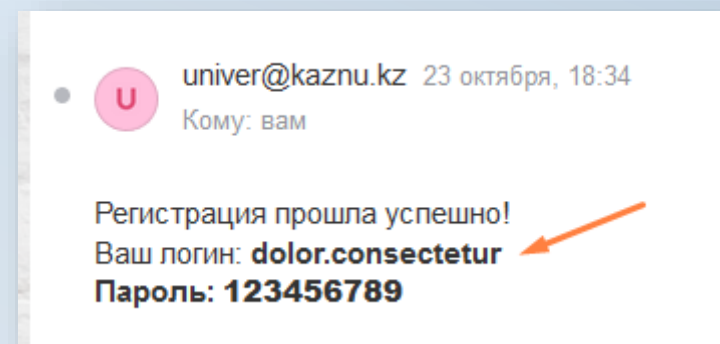 U
univer@kaznu.kz 23 октября, 18:34
Кому: вам
Регистрация прошла успешно!
Ваш логин: dolor.consectetur
Пароль: 123456789